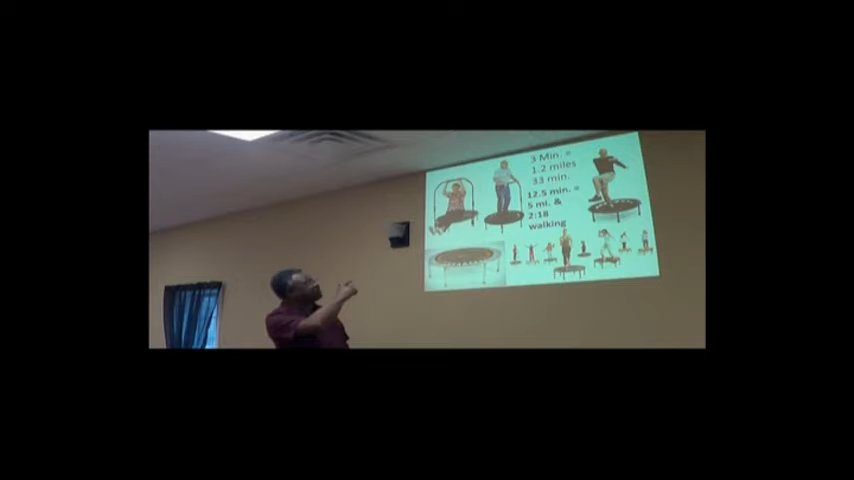 3 Min. =
1.2 miles
33 min.
12.5 min. =
5 mi. &
2:18
walking